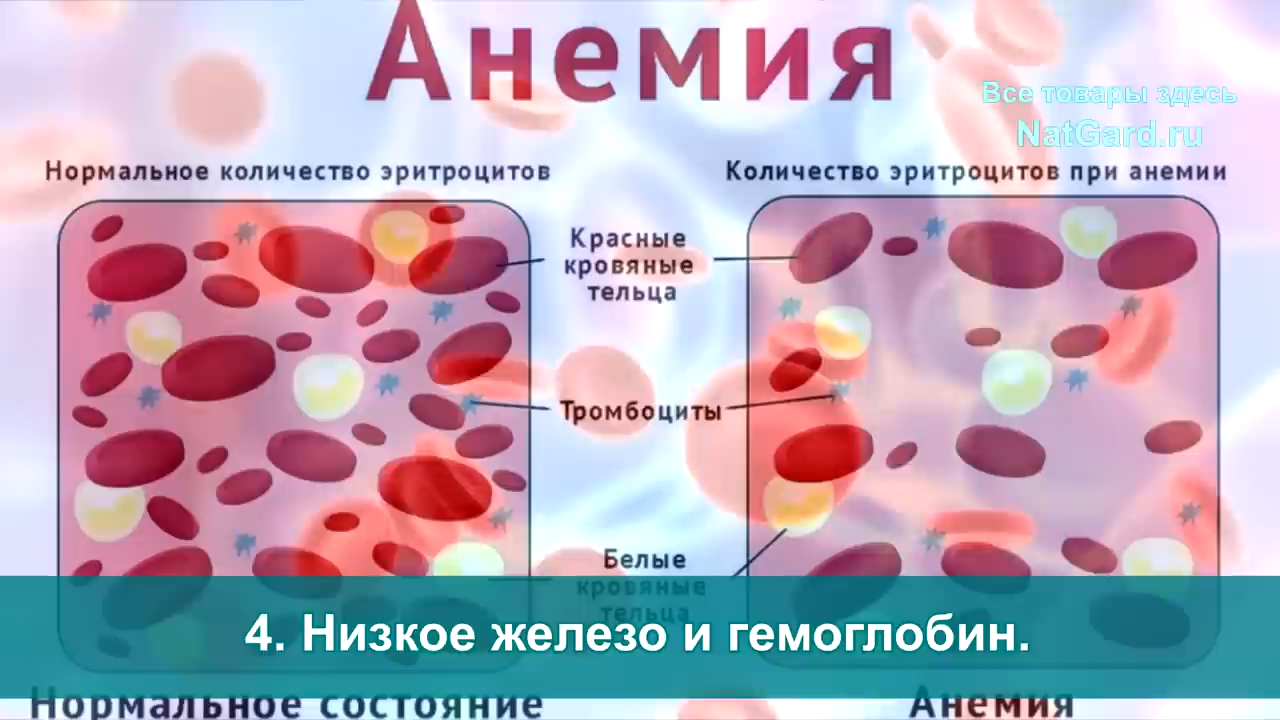 Анемия
Все товары здесь
NatGard.ru
Нормальное количество эритроцитов
Количество эритроцитов при анемии
Красные
кровяные
тельца
Тромбоциты
Белые
кровяные
тельца
4. Низкое железо и гемоглобин.
Нормальное состояние
Анемия